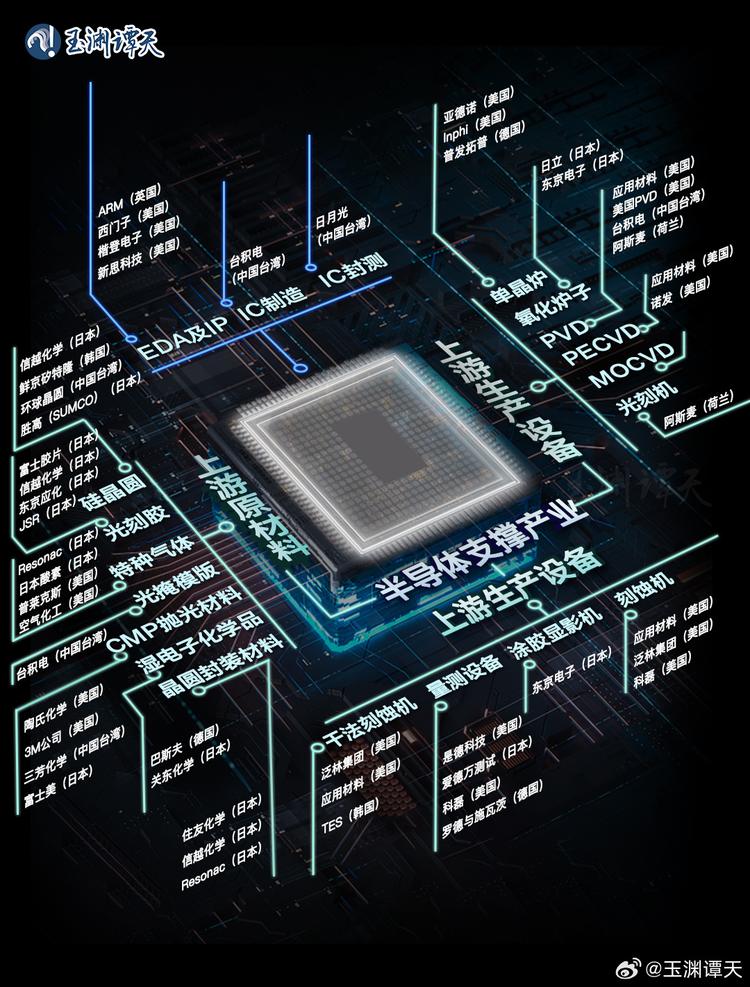 玉渊谭天
ARM（英国）
西门子（美国）
楷登电子（美国）
新思科技（美国）
台积电
（中国台湾）
日月光
（中国台湾）
EDA及IP
IC制造
IC封测
亚德诺（美国）
Inphi（美国）
普发拓普（德国）
日立（日本）
东京电子（日本）
应用材料（美国）
美国PVD（美国）
台积电（中国台湾）
阿斯麦（荷兰）
应用材料（美国）
诺发（美国）
阿斯麦（荷兰）
单晶炉
氧化炉子
PVD
PECVD
MOCVD
光刻机
上游生产设备
信越化学（日本）
鲜京矽特隆（韩国）
环球晶圆（中国台湾）
胜高（SUMCO）（日本）
富士胶片（日本）
信越化学（日本）
东京应化（日本）
JSR（日本）
Resonac（日本）
日本酸素（日本）
普莱克斯（美国）
空气化工（美国）
台积电（中国台湾）
硅晶圆
光刻胶
特种气体
光掩模版
CMP抛光材料
湿电子化学品
晶圆封装材料
上游原材料
陶氏化学（美国）
3M公司（美国）
三芳化学（中国台湾）
富士美（日本）
巴斯夫（德国）
关东化学（日本）
住友化学（日本）
信越化学（日本）
Resonac（日本）
半导体支撑产业
上游生产设备
干法刻蚀机
量测设备
涂胶显影机
刻蚀机
泛林集团（美国）
应用材料（美国）
TES（韩国）
是德科技（美国）
爱德万测试（日本）
科磊（美国）
罗德与施瓦茨（德国）
东京电子（日本）
应用材料（美国）
泛林集团（美国）
科磊（美国）
玉渊谭天
@玉渊谭天